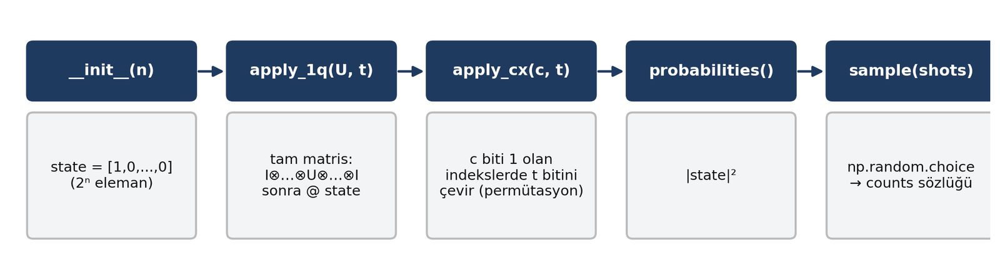 __init__(n)
apply_1q(U, t)
apply_cx(c, t)
probabilities()
sample(shots)
state = [1,0,...,0]
(2ⁿ eleman)
tam matris:
I⊗...⊗U⊗...⊗I
sonra @ state
c biti 1 olan
indekslerde t bitini
çevir (permütasyon)
|state|²
np.random.choice
→ counts sözlüğü